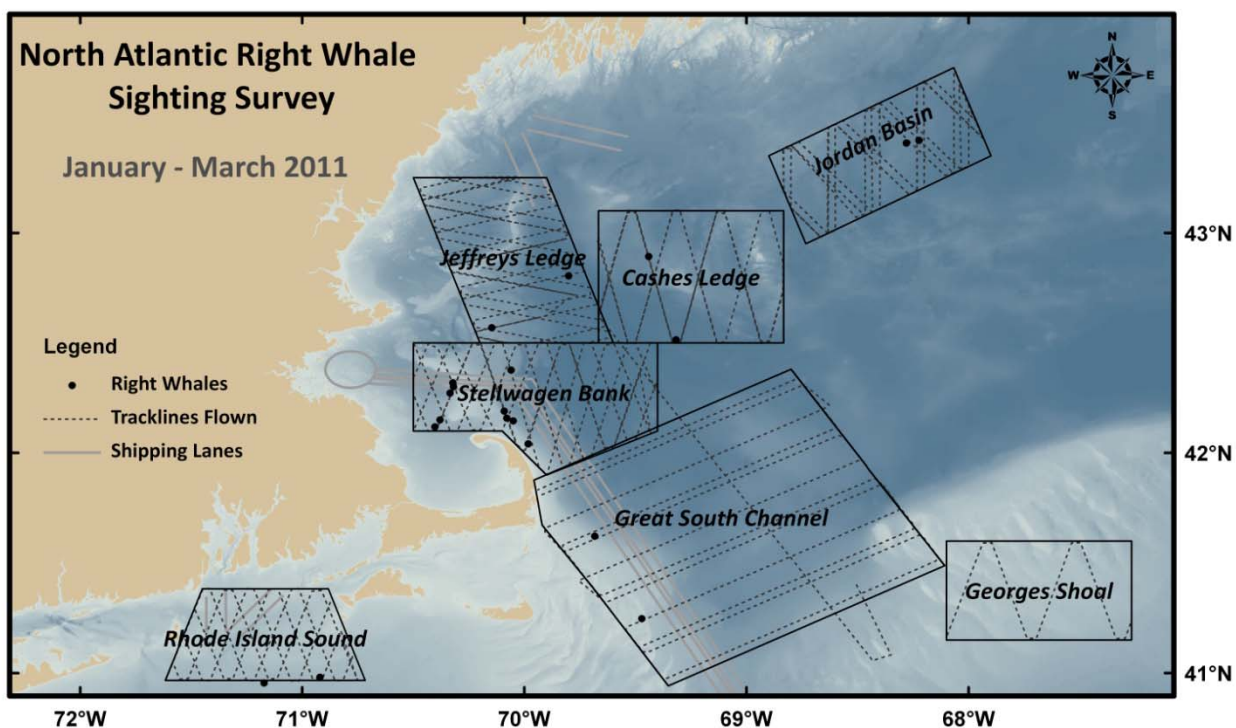 North Atlantic Right Whale
Sighting Survey
January - March 2011
N
W
E
S
Jordan Basin
Jeffreys Ledge
Cashes Ledge
43°N
Legend
Right Whales
Tracklines Flown
Shipping Lanes
Stellwagen Bank
42°N
Great South Channel
Georges Shoal
Rhode Island Sound
41°N
72°W
71°W
70°W
69°W
68°W